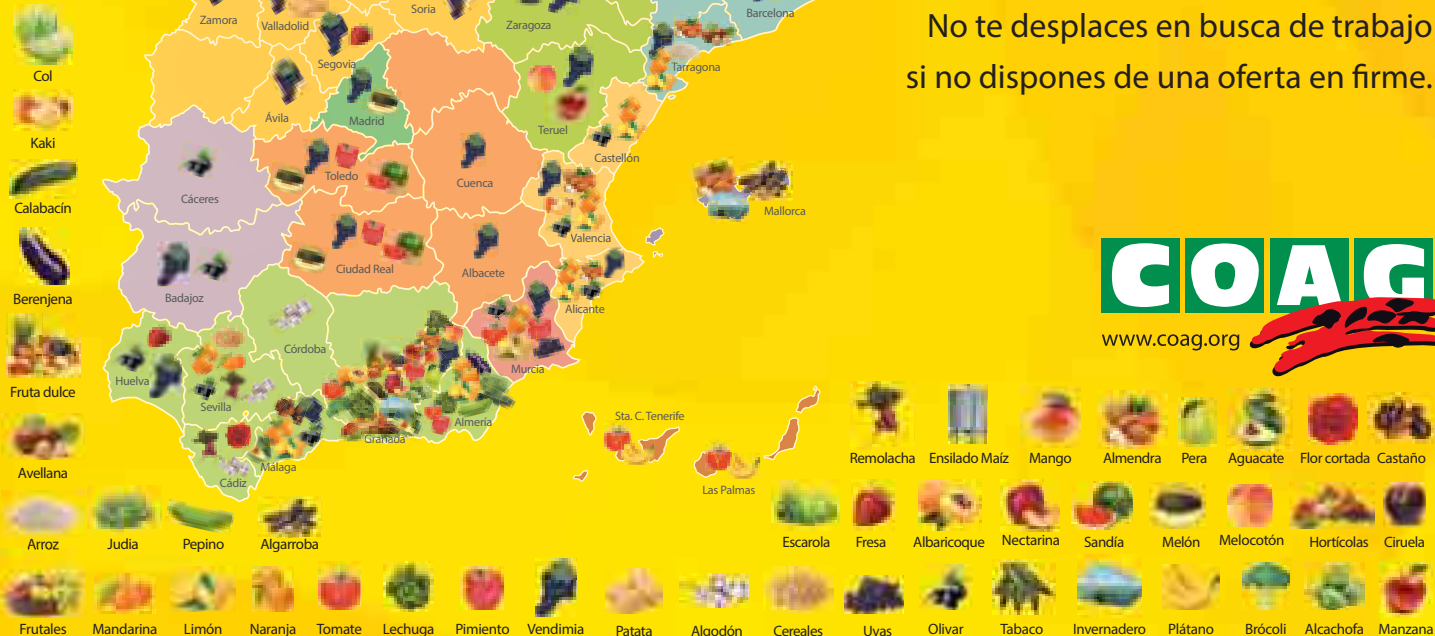 No te desplaces en busca de trabajo
si no dispones de una oferta en firme.
Zamora
Valladolid
Soria
Zaragoza
Barcelona
Segovia
Tarragona
Ávila
Madrid
Teruel
Castellón
Cáceres
Toledo
Cuenca
Valencia
Mallorca
Badajoz
Ciudad Real
Albacete
Alicante
Huelva
Sevilla
Córdoba
Murcia
Granada
Almería
Málaga
Cádiz
Sta. C. Tenerife
Las Palmas
COAG
www.coag.org
Col
Kaki
Calabacín
Berenjena
Fruta dulce
Avellana
Remolacha Ensilado Maíz Mango Almendra Pera Aguacate Flor cortada Castaño
Arroz Judia Pepino Algarroba
Escarola Fresa Albaricoque Nectarina Sandía Melón Melocotón Hortícolas Ciruela
Frutales Mandarina Limón Naranja Tomate Lechuga Pimiento Vendimia Patata Algodón Cereales Uvas Olivar Tabaco Invernadero Plátano Brócoli Alcachofa Manzana